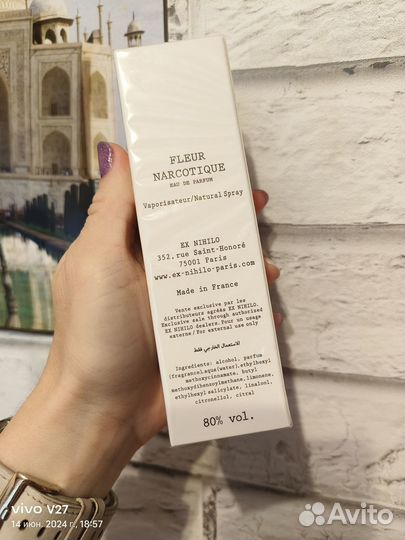 FLEUR
NARCOTIQUE
EAU DE PARFUM
Vaporisateur/Natural Spray
EX NIHILO
352, rue Saint-Honoré
75001 Paris
www.ex-nihilo-paris.com
Made in France
Vente exclusive par les
distributeurs agréés EX NIHILO.
Exclusive sale through authorized
EX NIHILO dealers. Pour un usage
externe/For external use only
للاستعمال الخارجي فقط
Ingredients: alcohol, parfum
(fragrance), aqua(water), ethylhexyl
methoxycinnamate, butyl
methoxydibenzoylmethane, limonene,
ethylhexyl salicylate, linalool,
citronellol, citral
80% vol.
vivo V27
14 июн. 2024 г., 18:57
Avito